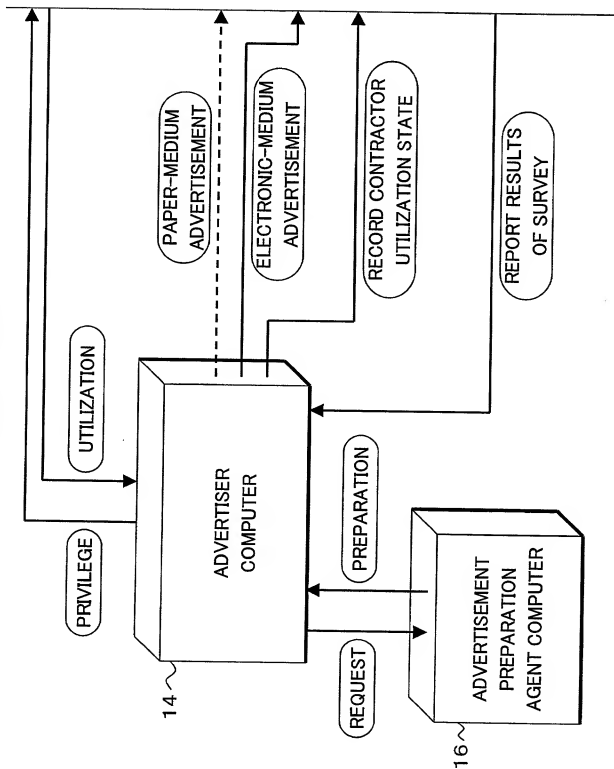 PRIVILEGE
UTILIZATION
PAPER-MEDIUM
ADVERTISEMENT
ELECTRONIC-MEDIUM
ADVERTISEMENT
RECORD CONTRACTOR
UTILIZATION STATE
REPORT RESULTS
OF SURVEY
14
ADVERTISER
COMPUTER
REQUEST
PREPARATION
16
ADVERTISEMENT
PREPARATION
AGENT COMPUTER